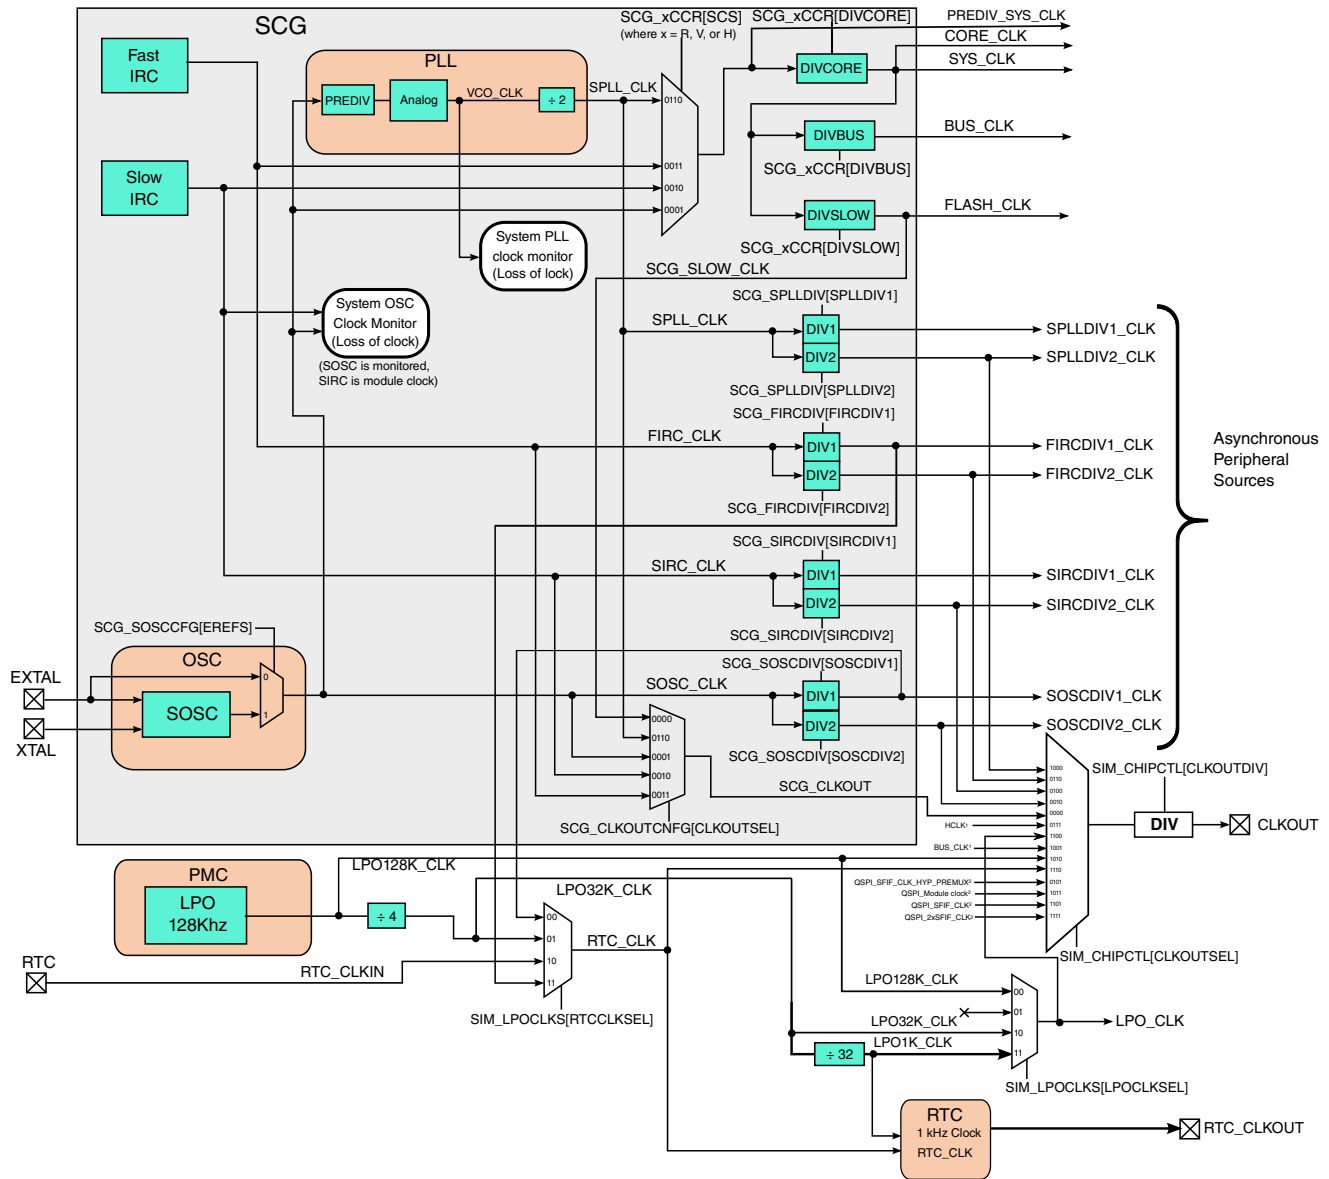 SCG
SCG_xCCR[SCS]
(where x = R, V, or H)
SCG_xCCR[DIVCORE]
PREDIV_SYS_CLK
CORE_CLK
SYS_CLK
Fast
IRC
PLL
PREDIV
Analog
VCO_CLK
÷ 2
SPLL_CLK
0110
0011
0010
0001
DIVCORE
DIVBUS
BUS_CLK
SCG_xCCR[DIVBUS]
Slow
IRC
DIVSLOW
FLASH_CLK
SCG_xCCR[DIVSLOW]
System PLL
clock monitor
(Loss of lock)
SCG_SLOW_CLK
System OSC
Clock Monitor
(Loss of clock)
(SOSC is monitored,
SIRC is module clock)
SCG_SPLLDIV[SPLLDIV1]
SPLL_CLK
DIV1
DIV2
SPLLDIV1_CLK
SPLLDIV2_CLK
SCG_SPLLDIV[SPLLDIV2]
SCG_FIRCDIV[FIRCDIV1]
FIRC_CLK
DIV1
DIV2
FIRCDIV1_CLK
FIRCDIV2_CLK
SCG_FIRCDIV[FIRCDIV2]
Asynchronous
Peripheral
Sources
SCG_SIRCDIV[SIRCDIV1]
SIRC_CLK
DIV1
DIV2
SIRCDIV1_CLK
SIRCDIV2_CLK
SCG_SIRCDIV[SIRCDIV2]
SCG_SOSCCFG[EREFS]
OSC
EXTAL
XTAL
SOSC
0
1
SCG_SOSCDIV[SOSCDIV1]
SOSC_CLK
DIV1
DIV2
SOSCDIV1_CLK
SOSCDIV2_CLK
SCG_SOSCDIV[SOSCDIV2]
0000
0110
0001
0010
0011
SCG_CLKOUT
SCG_CLKOUTCNFG[CLKOUTSEL]
1000
0110
0100
0010
0000
HCLK¹
0111
1100
BUS_CLK¹
1001
1010
1110
QSPI_SFIF_CLK_HYP_PREMUX²
0101
QSPI_Module clock²
1011
QSPI_SFIF_CLK²
1101
QSPI_2xSFIF_CLK²
1111
SIM_CHIPCTL[CLKOUTDIV]
DIV
CLKOUT
SIM_CHIPCTL[CLKOUTSEL]
PMC
LPO
128Khz
LPO128K_CLK
÷ 4
LPO32K_CLK
RTC
RTC_CLKIN
00
01
10
11
RTC_CLK
SIM_LPOCLKS[RTCCLKSEL]
LPO128K_CLK
LPO32K_CLK
LPO1K_CLK
÷ 32
00
01
10
11
LPO_CLK
SIM_LPOCLKS[LPOCLKSEL]
RTC
1 kHz Clock
RTC_CLK
RTC_CLKOUT